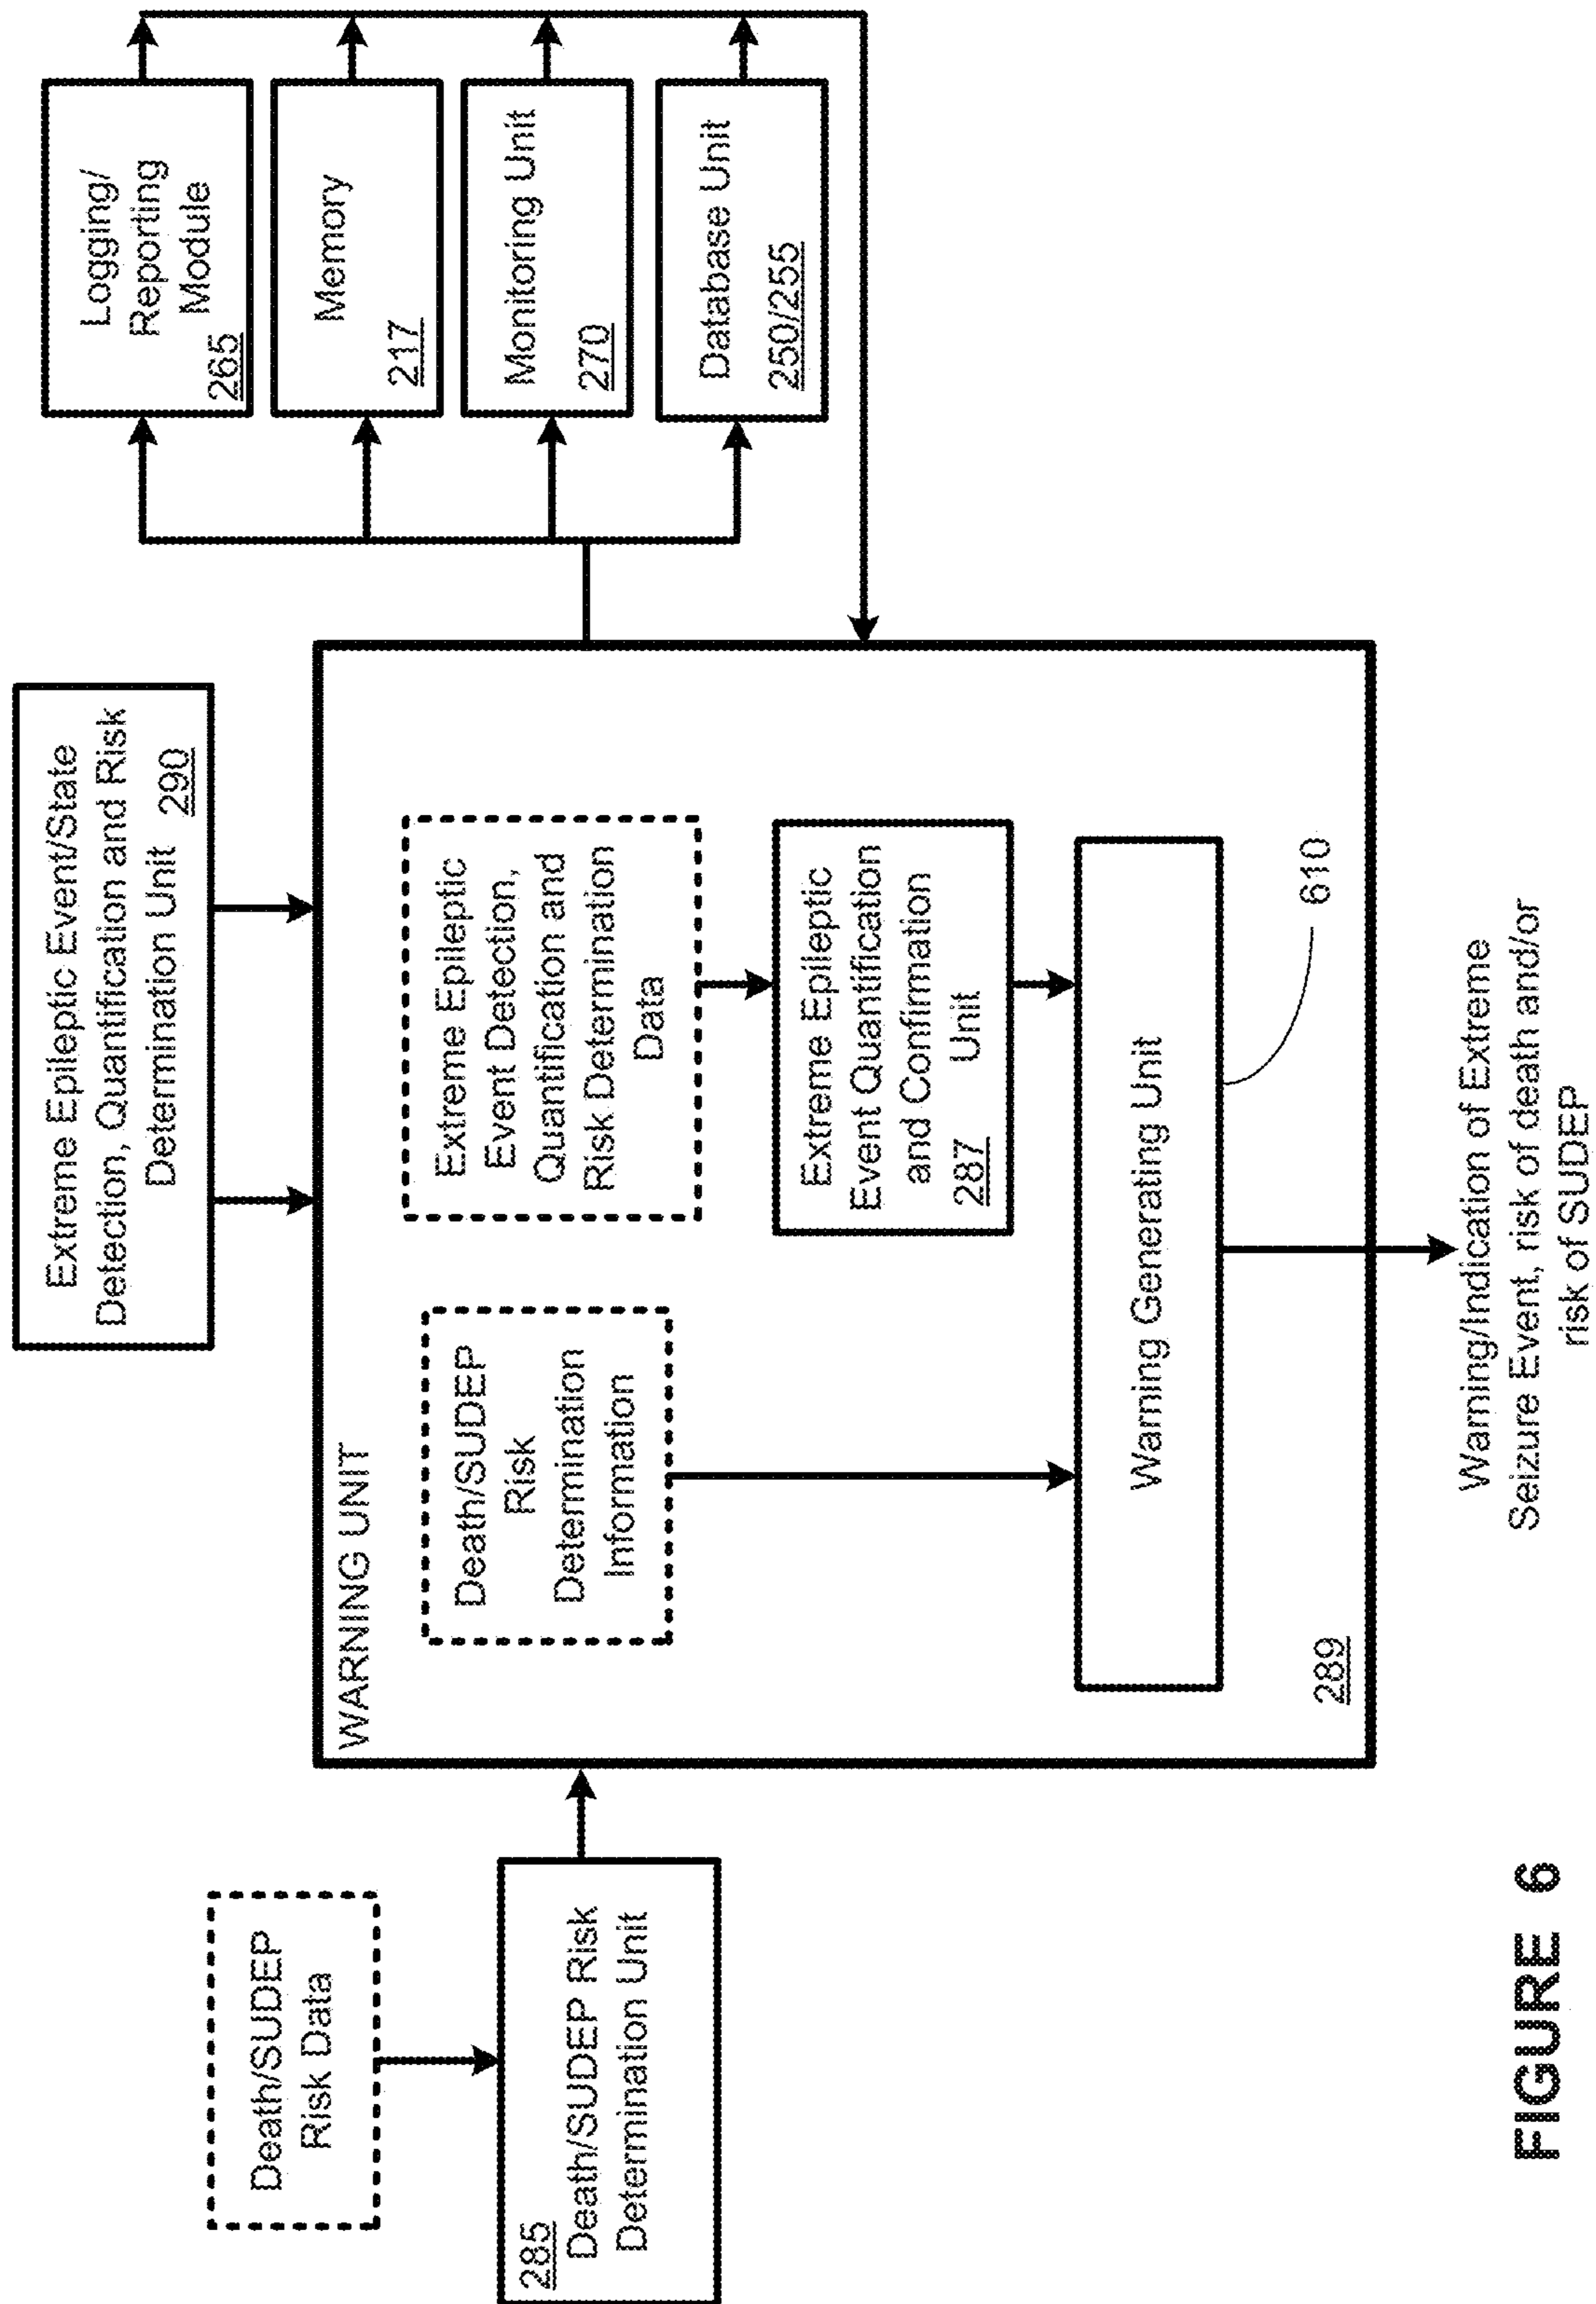 Extreme Epileptic Event/State
Detection, Quantification and Risk
Determination Unit 290
Death/SUDEP
Risk Data
285
Death/SUDEP Risk
Determination Unit
WARNING UNIT
Death/SUDEP
Risk
Determination
Information
Extreme Epileptic
Event Detection,
Quantification and
Risk Determination
Data
Extreme Epileptic
Event Quantification
and Confirmation
287 Unit
Warning Generating Unit
610
289
Warning/Indication of Extreme
Seizure Event, risk of death and/or
risk of SUDEP
Logging/
Reporting
Module
265
Memory
217
Monitoring Unit
270
Database Unit
250/255
FIGURE 6